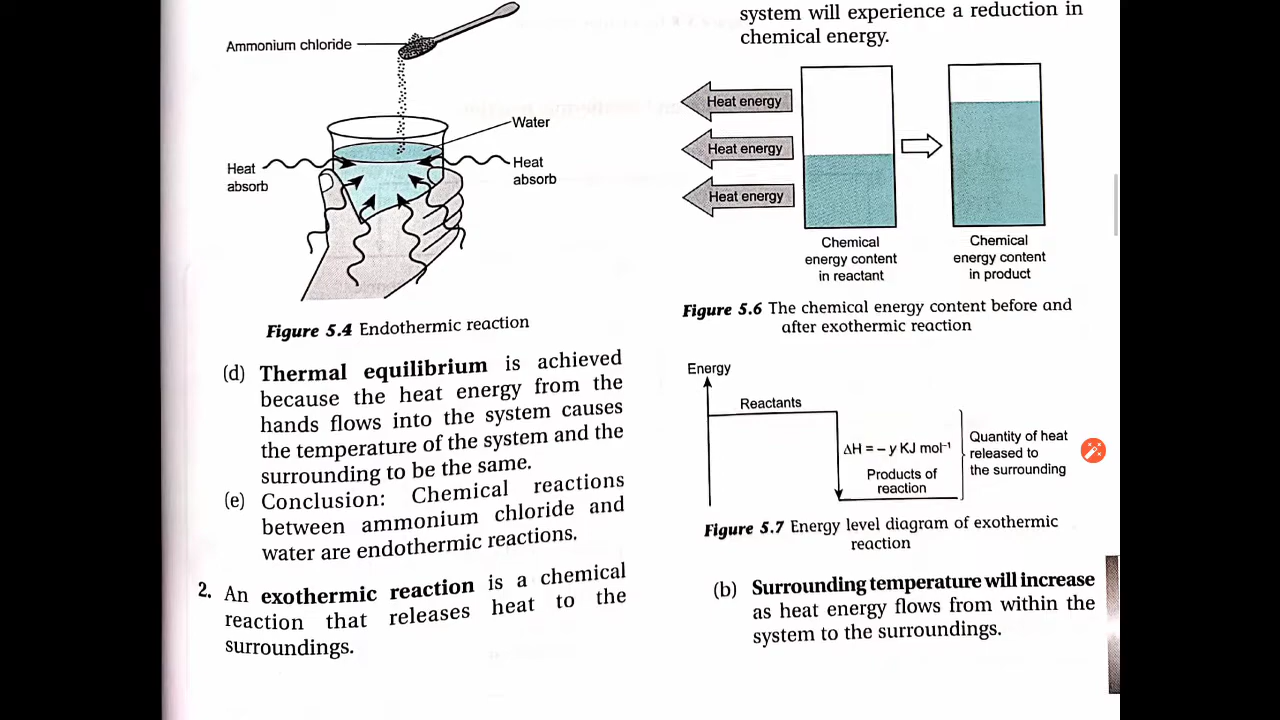 Ammonium chloride
Water
Heat
absorb
Heat
absorb
Figure 5.4 Endothermic reaction
(d) Thermal equilibrium is achieved
because the heat energy from the
hands flows into the system causes
the temperature of the system and the
surrounding to be the same.
(e) Conclusion: Chemical reactions
between ammonium chloride and
water are endothermic reactions.
2. An exothermic reaction is a chemical
reaction that releases heat to the
surroundings.
system will experience a reduction in
chemical energy.
Heat energy
Heat energy
Heat energy
Chemical
energy content
in reactant
Chemical
energy content
in product
Figure 5.6 The chemical energy content before and
after exothermic reaction
Energy
Reactants
ΔH = – y KJ mol⁻¹
Products of
reaction
Quantity of heat
released to
the surrounding
Figure 5.7 Energy level diagram of exothermic
reaction
(b) Surrounding temperature will increase
as heat energy flows from within the
system to the surroundings.